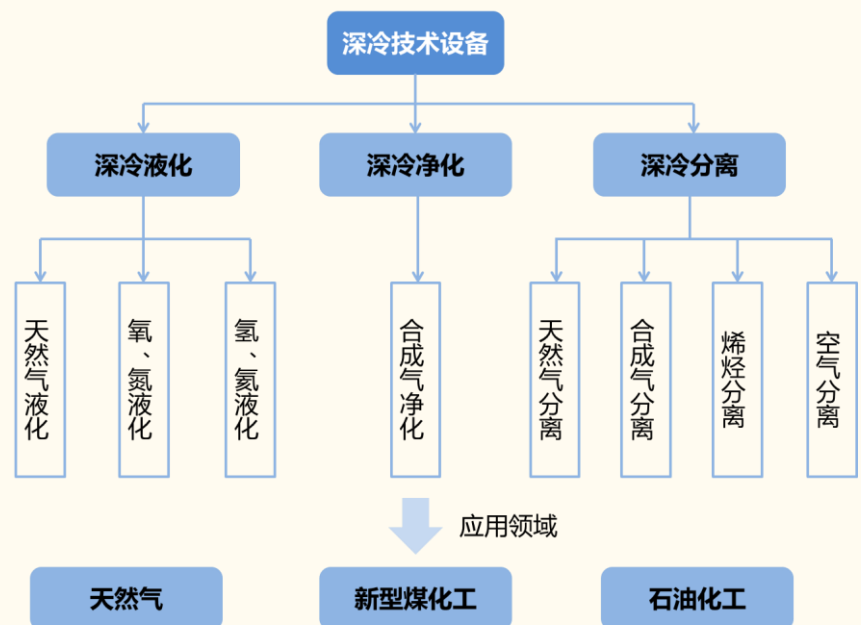 深冷技术设备
深冷液化
深冷净化
深冷分离
天然气液化
氧、氮液化
氢、氦液化
合成气净化
天然气分离
合成气分离
烯烃分离
空气分离
应用领域
天然气
新型煤化工
石油化工